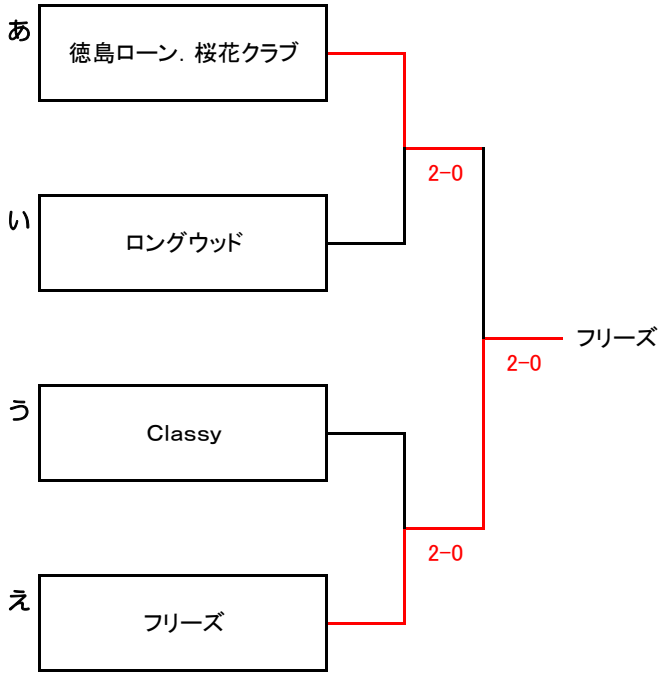 あ
徳島ローン．桜花クラブ
2-0
い
ロングウッド
フリーズ
2-0
う
Classy
2-0
え
フリーズ